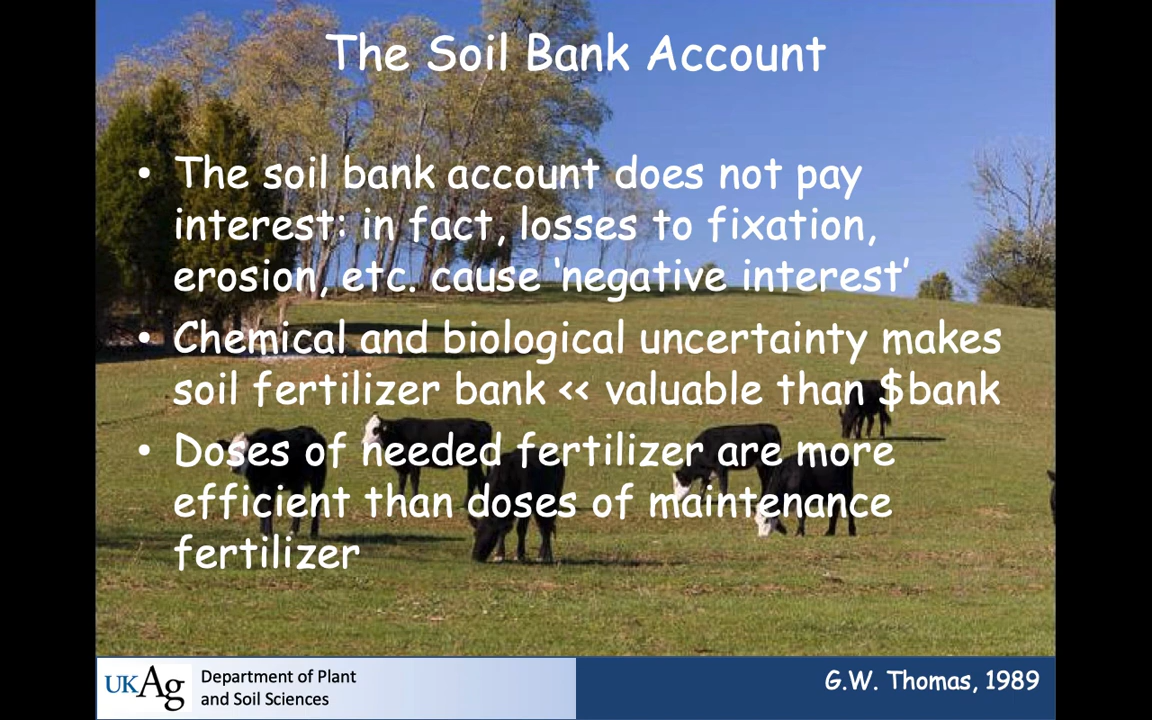 The Soil Bank Account
• The soil bank account does not pay
interest: in fact, losses to fixation,
erosion, etc. cause ‘negative interest’
• Chemical and biological uncertainty makes
soil fertilizer bank << valuable than $bank
• Doses of needed fertilizer are more
efficient than doses of maintenance
fertilizer
UKAg
Department of Plant
and Soil Sciences
G.W. Thomas, 1989